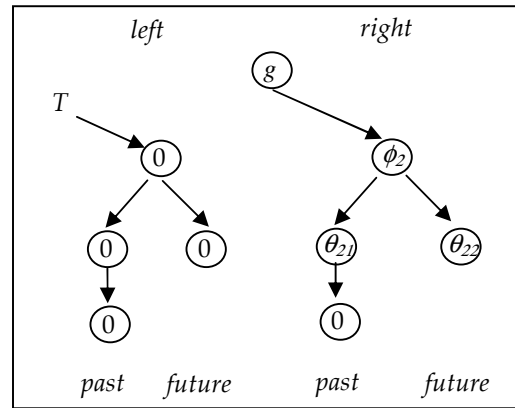 left right
g
T
0 ϕ₂
0 0 θ₂₁ θ₂₂
0 0
past future past future